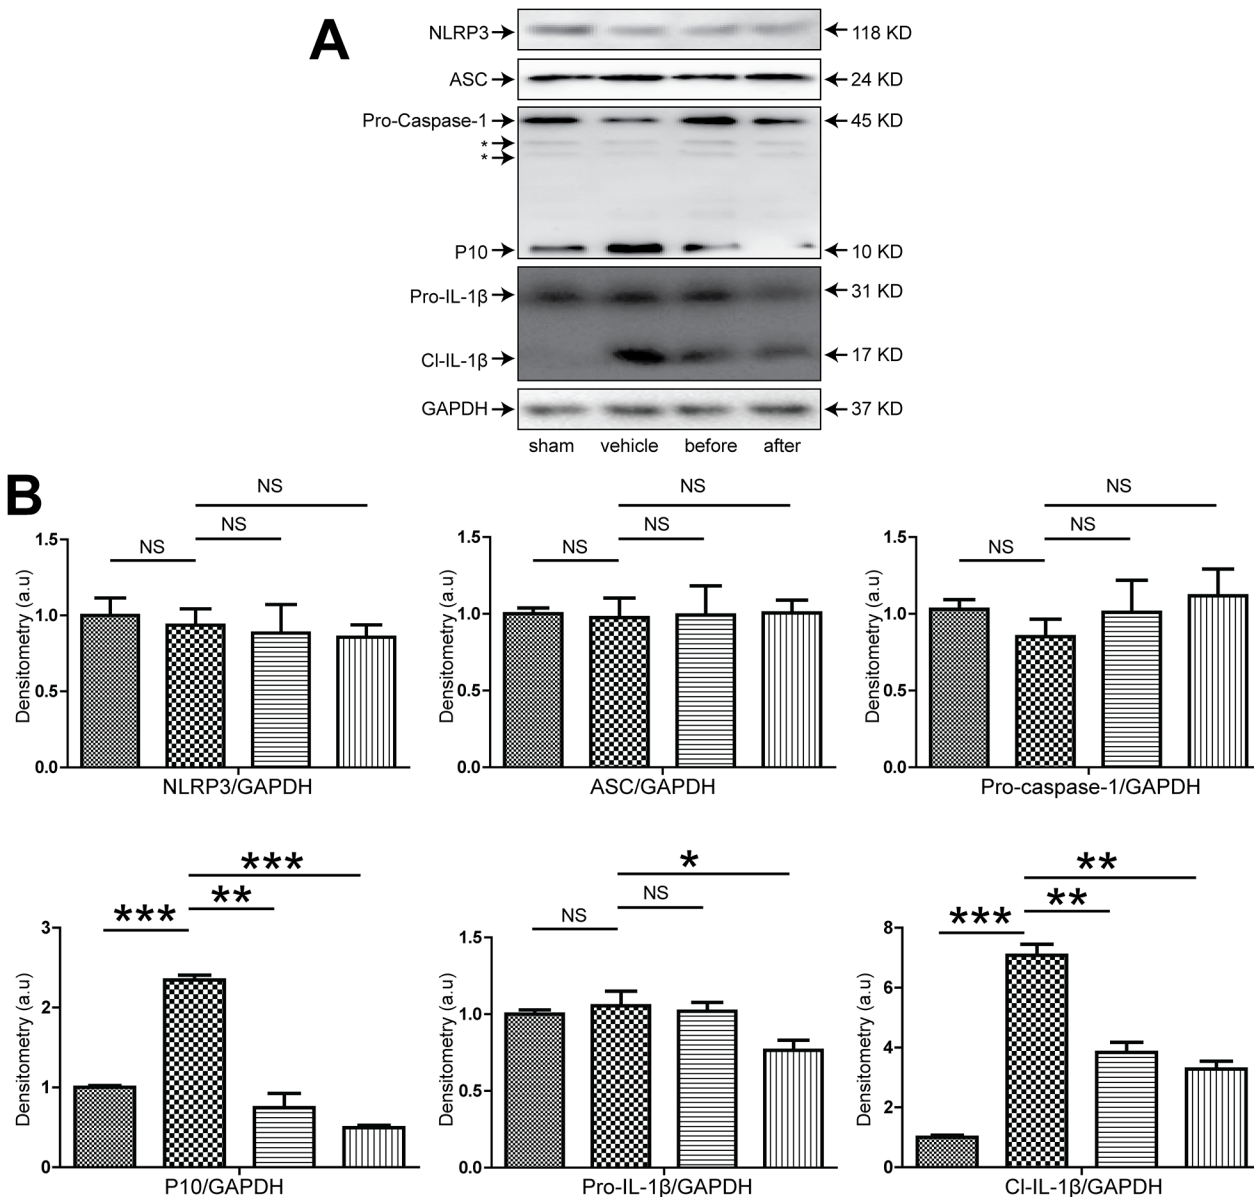 A
NLRP3 118 KD
ASC 24 KD
Pro-Caspase-1 45 KD
*
*
P10 10 KD
Pro-IL-1β 31 KD
Cl-IL-1β 17 KD
GAPDH 37 KD
sham vehicle before after
B
NS
NS
NS
1.5
1.0
0.5
0.0
Densitometry (a.u)
NLRP3/GAPDH
NS
NS
NS
1.5
1.0
0.5
0.0
Densitometry (a.u)
ASC/GAPDH
NS
NS
NS
1.5
1.0
0.5
0.0
Densitometry (a.u)
Pro-caspase-1/GAPDH
***
**
***
3
2
1
0
Densitometry (a.u)
P10/GAPDH
*
NS
NS
1.5
1.0
0.5
0.0
Densitometry (a.u)
Pro-IL-1β/GAPDH
**
**
***
8
6
4
2
0
Densitometry (a.u)
Cl-IL-1β/GAPDH